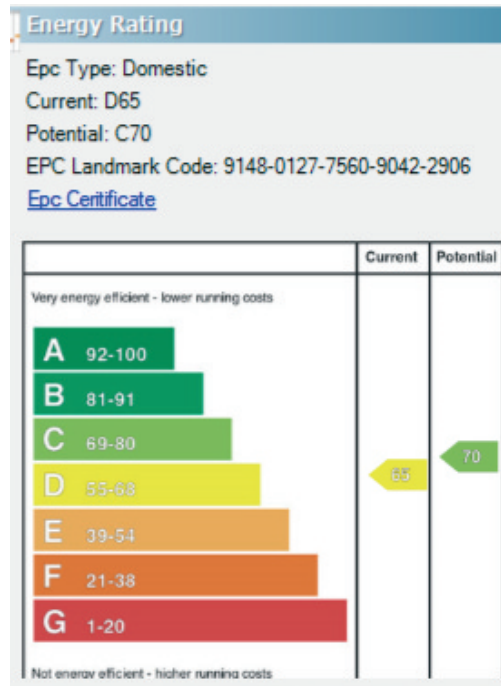 Energy Rating
Epc Type: Domestic
Current: D65
Potential: C70
EPC Landmark Code: 9148-0127-7560-9042-2906
Epc Ceritificate
Current Potential
Very energy efficient - lower running costs
A 92-100
B 81-91
C 69-80
D 55-68
E 39-54
F 21-38
G 1-20
65 70
Not energy efficient - higher running costs